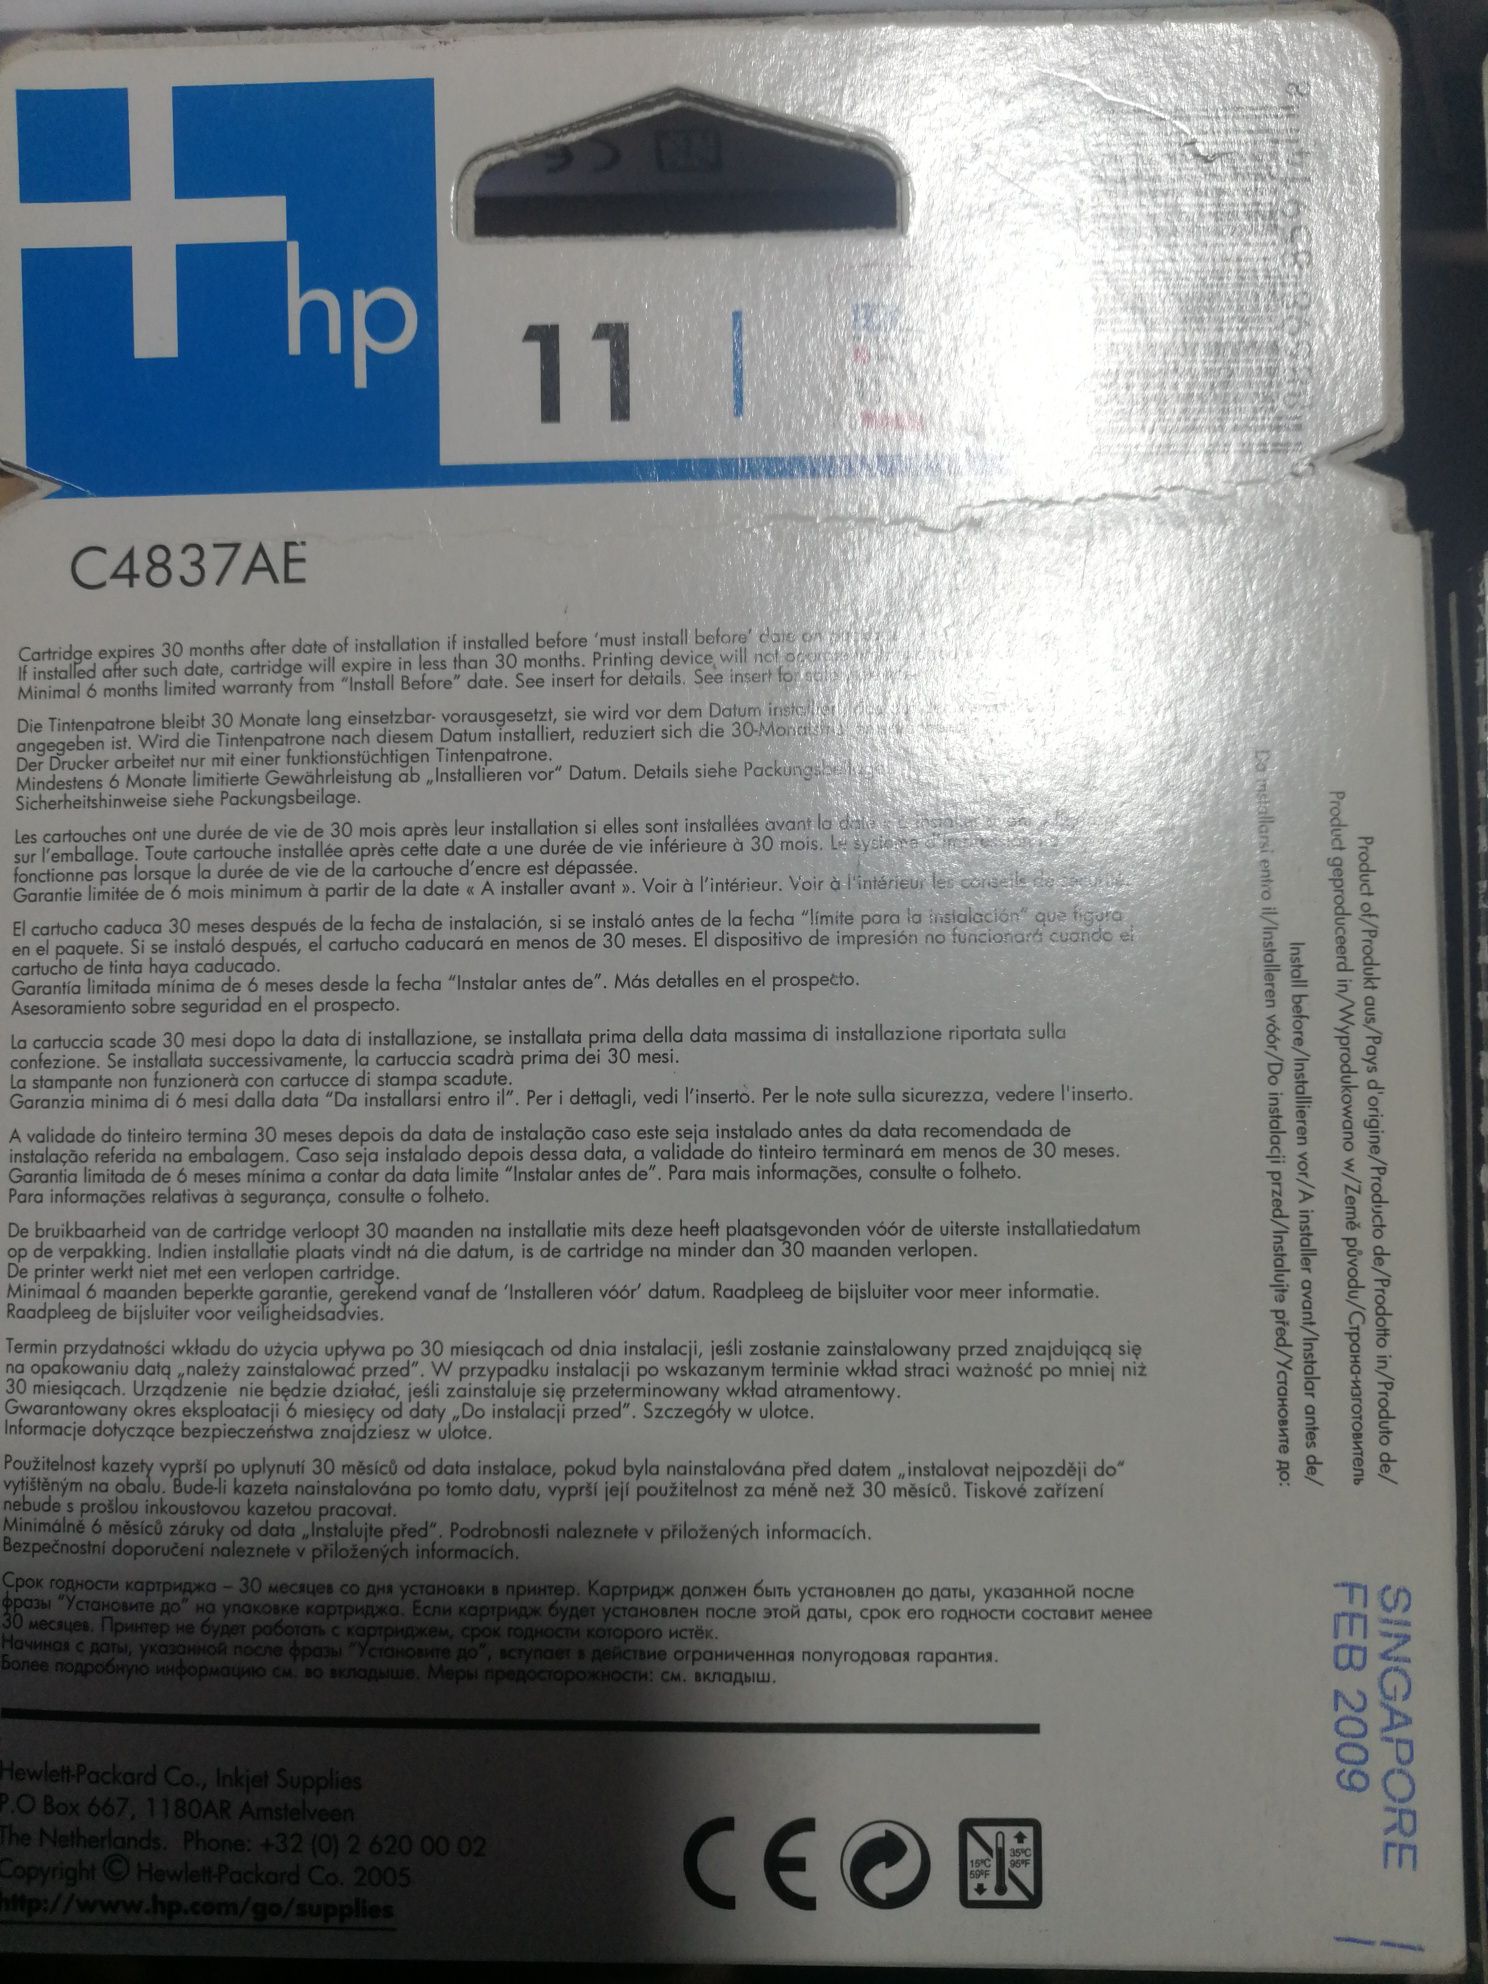 hp
11
C4837AE
Cartridge expires 30 months after date of installation if installed before 'must install before' date on
If installed after such date, cartridge will expire in less than 30 months. Printing device will not
Minimal 6 months limited warranty from "Install Before" date. See insert for details. See insert for
Die Tintenpatrone bleibt 30 Monate lang einsetzbar- vorausgesetzt, sie wird vor dem Datum installiert
angegeben ist. Wird die Tintenpatrone nach diesem Datum installiert, reduziert sich die
Der Drucker arbeitet nur mit einer funktionstüchtigen Tintenpatrone.
Mindestens 6 Monate limitierte Gewährleistung ab „Installieren vor“ Datum. Details siehe Packungsbeilage
Sicherheitshinweise siehe Packungsbeilage.
Les cartouches ont une durée de vie de 30 mois après leur installation si elles sont installées avant la date
sur l'emballage. Toute cartouche installée après cette date a une durée de vie inférieure à 30 mois. Le système d'impression
fonctionne pas lorsque la durée de vie de la cartouche d'encre est dépassée.
Garantie limitée de 6 mois minimum à partir de la date « A installer avant ». Voir à l'intérieur. Voir à l'intérieur les conseils de sécurité.
El cartucho caduca 30 meses después de la fecha de instalación, si se instaló antes de la fecha "límite para la instalación" que figura
en el paquete. Si se instaló después, el cartucho caducará en menos de 30 meses. El dispositivo de impresión no funcionará cuando el
cartucho de tinta haya caducado.
Garantía limitada mínima de 6 meses desde la fecha "Instalar antes de". Más detalles en el prospecto.
Asesoramiento sobre seguridad en el prospecto.
La cartuccia scade 30 mesi dopo la data di installazione, se installata prima della data massima di installazione riportata sulla
confezione. Se installata successivamente, la cartuccia scadrà prima dei 30 mesi.
La stampante non funzionerà con cartucce di stampa scadute.
Garanzia minima di 6 mesi dalla data "Da installarsi entro il". Per i dettagli, vedi l'inserto. Per le note sulla sicurezza, vedere l'inserto.
A validade do tinteiro termina 30 meses depois da data de instalação caso este seja instalado antes da data recomendada de
instalação referida na embalagem. Caso seja instalado depois dessa data, a validade do tinteiro terminará em menos de 30 meses.
Garantia limitada de 6 meses mínima a contar da data limite "Instalar antes de". Para mais informações, consulte o folheto.
Para informações relativas à segurança, consulte o folheto.
De bruikbaarheid van de cartridge verloopt 30 maanden na installatie mits deze heeft plaatsgevonden vóór de uiterste installatiedatum
op de verpakking. Indien installatie plaats vindt ná die datum, is de cartridge na minder dan 30 maanden verlopen.
De printer werkt niet met een verlopen cartridge.
Minimaal 6 maanden beperkte garantie, gerekend vanaf de 'Installeren vóór' datum. Raadpleeg de bijsluiter voor meer informatie.
Raadpleeg de bijsluiter voor veiligheidsadvies.
Termin przydatności wkładu do użycia upływa po 30 miesiącach od dnia instalacji, jeśli zostanie zainstalowany przed znajdującą się
na opakowaniu datą „należy zainstalować przed”. W przypadku instalacji po wskazanym terminie wkład straci ważność po mniej niż
30 miesiącach. Urządzenie nie będzie działać, jeśli zainstaluje się przeterminowany wkład atramentowy.
Gwarantowany okres eksploatacji 6 miesięcy od daty „Do instalacji przed”. Szczegóły w ulotce.
Informacje dotyczące bezpieczeństwa znajdziesz w ulotce.
Použitelnost kazety vyprší po uplynutí 30 měsíců od data instalace, pokud byla nainstalována před datem „instalovat nejpozději do“
vytištěným na obalu. Bude-li kazeta nainstalována po tomto datu, vyprší její použitelnost za méně než 30 měsíců. Tiskové zařízení
nebude s prošlou inkoustovou kazetou pracovat.
Minimálně 6 měsíců záruky od data „Instalujte před“. Podrobnosti naleznete v přiložených informacích.
Bezpečnostní doporučení naleznete v přiložených informacích.
Срок годности картриджа – 30 месяцев со дня установки в принтер. Картридж должен быть установлен до даты, указанной после
фразы "Установите до" на упаковке картриджа. Если картридж будет установлен после этой даты, срок его годности составит менее
30 месяцев. Принтер не будет работать с картриджем, срок годности которого истёк.
Начиная с даты, указанной после фразы "Установите до", вступает в действие ограниченная полугодовая гарантия.
Более подробную информацию см. во вкладыше. Меры предосторожности: см. вкладыш.
Hewlett-Packard Co., Inkjet Supplies
P.O Box 667, 1180AR Amstelveen
The Netherlands. Phone: +32 (0) 2 620 00 02
Copyright © Hewlett-Packard Co. 2005
http://www.hp.com/go/supplies
CE
15°C
59°F
35°C
95°F
Product of/Produkt aus/Pays d'origine/Producto de/Prodotto in/Produto de/
Product geproduceerd in/Wyprodukowano w/Země původu/Страна-изготовитель
Install before/Installieren vor/A installer avant/Instalar antes de/
Da installarsi entro il/Installeren vóór/Do instalacji przed/Instalujte před/Установите до:
SINGAPORE
FEB 2009